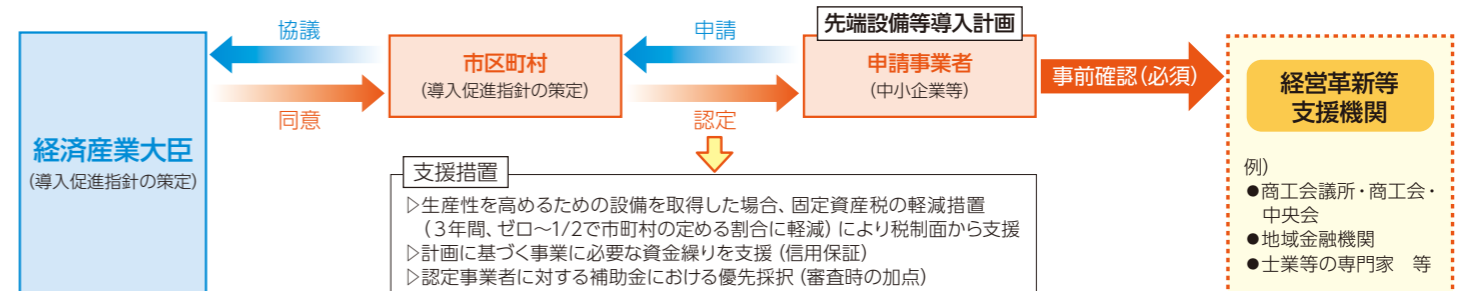 経済産業大臣
(導入促進指針の策定)
協議
同意
市区町村
(導入促進指針の策定)
申請
認定
先端設備等導入計画
申請事業者
(中小企業等)
事前確認(必須)
経営革新等
支援機関
例)
●商工会議所・商工会・
中央会
●地域金融機関
●士業等の専門家 等
支援措置
▷生産性を高めるための設備を取得した場合、固定資産税の軽減措置
(3年間、ゼロ~1/2で市町村の定める割合に軽減)により税制面から支援
▷計画に基づく事業に必要な資金繰りを支援(信用保証)
▷認定事業者に対する補助金における優先採択(審査時の加点)